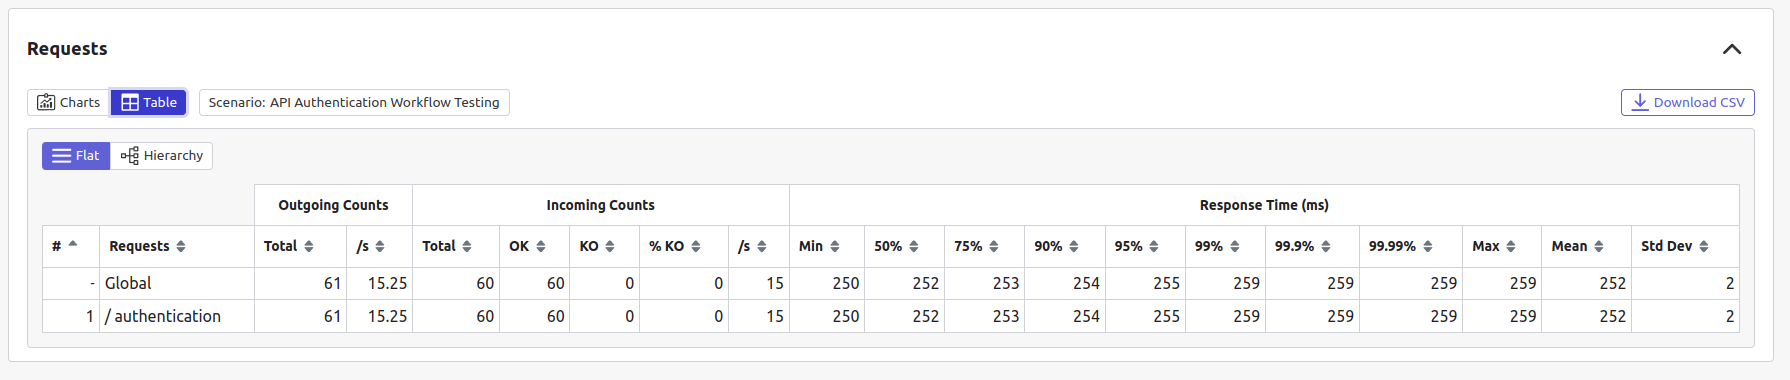 Requests
Charts Table Scenario: API Authentication Workflow Testing Download CSV
Flat Hierarchy
Outgoing Counts Incoming Counts Response Time (ms)
# Requests Total /s Total OK KO % KO /s Min 50% 75% 90% 95% 99% 99.9% 99.99% Max Mean Std Dev
- Global 61 15.25 60 60 0 0 15 250 252 253 254 255 259 259 259 259 252 2
1 / authentication 61 15.25 60 60 0 0 15 250 252 253 254 255 259 259 259 259 252 2